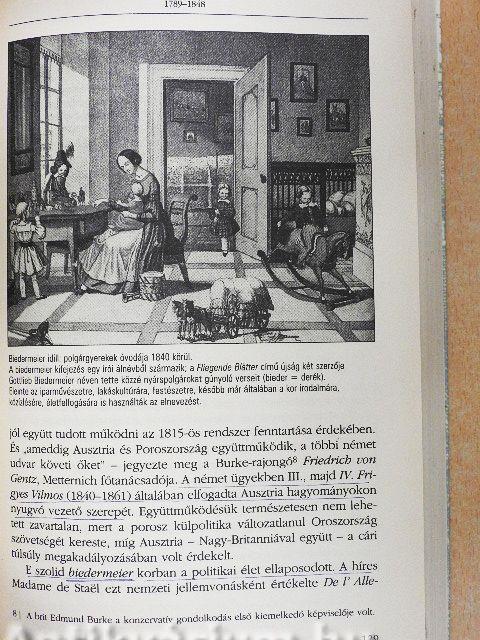 1789–1848
Biedermeier idill: polgárgyerekek óvodája 1840 körül.
A biedermeier kifejezés egy írói álnévből származik; a Fliegende Blätter című újság két szerzője
Gottlieb Biedermeier néven tette közzé nyárspolgárokat gúnyoló verseit (bieder = derék).
Eleinte az iparművészetre, lakáskultúrára, festészetre, később már általában a kor irodalmára,
közízlésére, életfelfogására is használták az elnevezést.
jól együtt tudott működni az 1815-ös rendszer fenntartása érdekében.
És „ameddig Ausztria és Poroszország együttműködik, a többi német
udvar követi őket” – jegyezte meg a Burke-rajongó⁸ Friedrich von
Gentz, Metternich főtanácsadója. A német ügyekben III., majd IV. Fri-
gyes Vilmos (1840–1861) általában elfogadta Ausztria hagyományokon
nyugvó vezető szerepét. Együttműködésük természetesen nem lehe-
tett zavartalan, mert a porosz külpolitika változatlanul Oroszország
szövetségét kereste, míg Ausztria – Nagy-Britanniával együtt – a cári
túlsúly megakadályozásában volt érdekelt.
E szolid biedermeier korban a politikai élet ellaposodott. A híres
Madame de Staël ezt nemzeti jellemvonásként értékelte De l' Alle-
8 | A brit Edmund Burke a konzervatív gondolkodás első kiemelkedő képviselője volt.